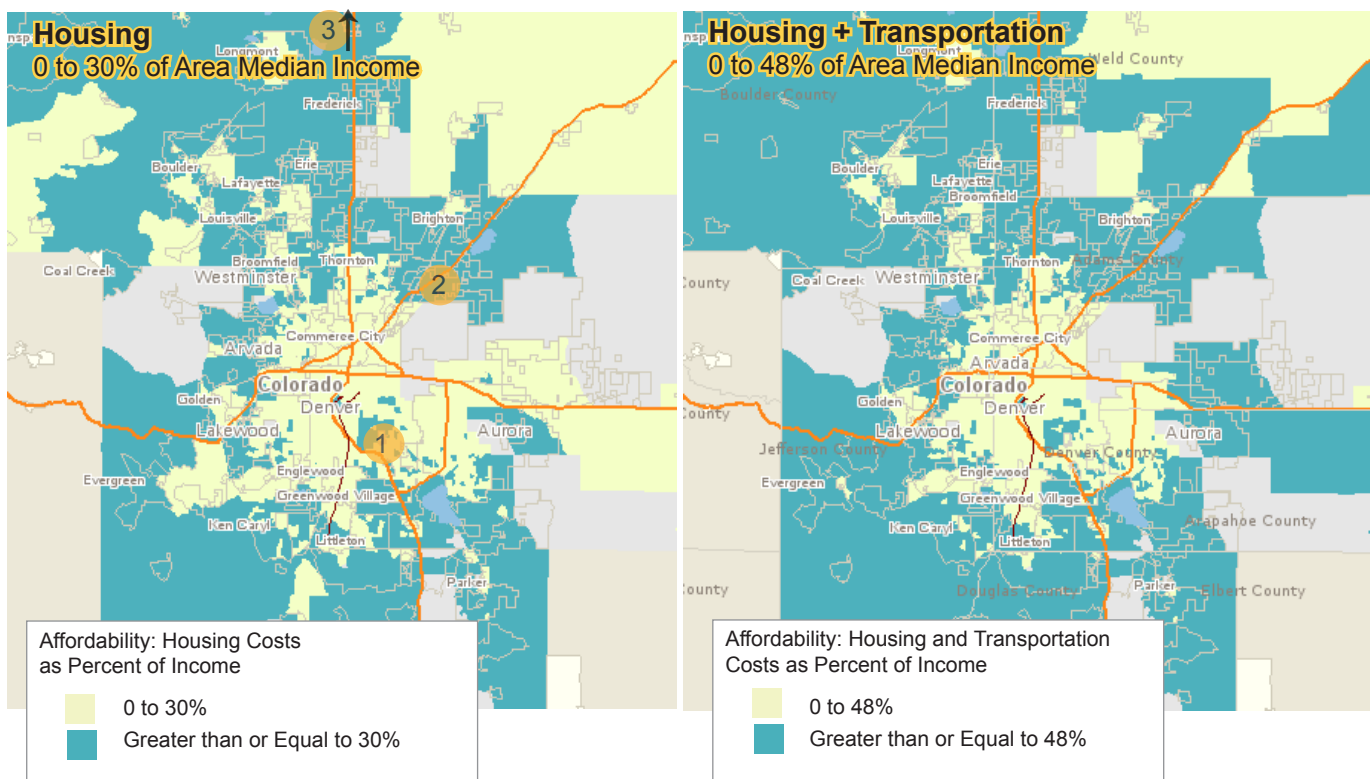 Housing
0 to 30% of Area Median Income
3
Longmont
Frederick
Boulder
Erie
Lafayette
Louisville
Brighton
Broomfield
Thornton
Coal Creek
Westminster
2
Commerce City
Arvada
Colorado
Golden
Denver
Lakewood
1
Aurora
Evergreen
Englewood
Greenwood Village
Ken Caryl
Littleton
Parker
Affordability: Housing Costs
as Percent of Income
0 to 30%
Greater than or Equal to 30%
Housing + Transportation
0 to 48% of Area Median Income
Longmont
Weld County
Boulder County
Frederick
Boulder
Erie
Lafayette
Broomfield
Louisville
Brighton
Thornton
Adams County
Coal Creek
Westminster
County
Commerce City
Arvada
Colorado
Golden
Denver
County
Lakewood
Aurora
Jefferson County
Denver County
Evergreen
Englewood
Greenwood Village
Ken Caryl
Arapahoe County
Littleton
Parker
County
Douglas County
Elbert County
Affordability: Housing and Transportation
Costs as Percent of Income
0 to 48%
Greater than or Equal to 48%